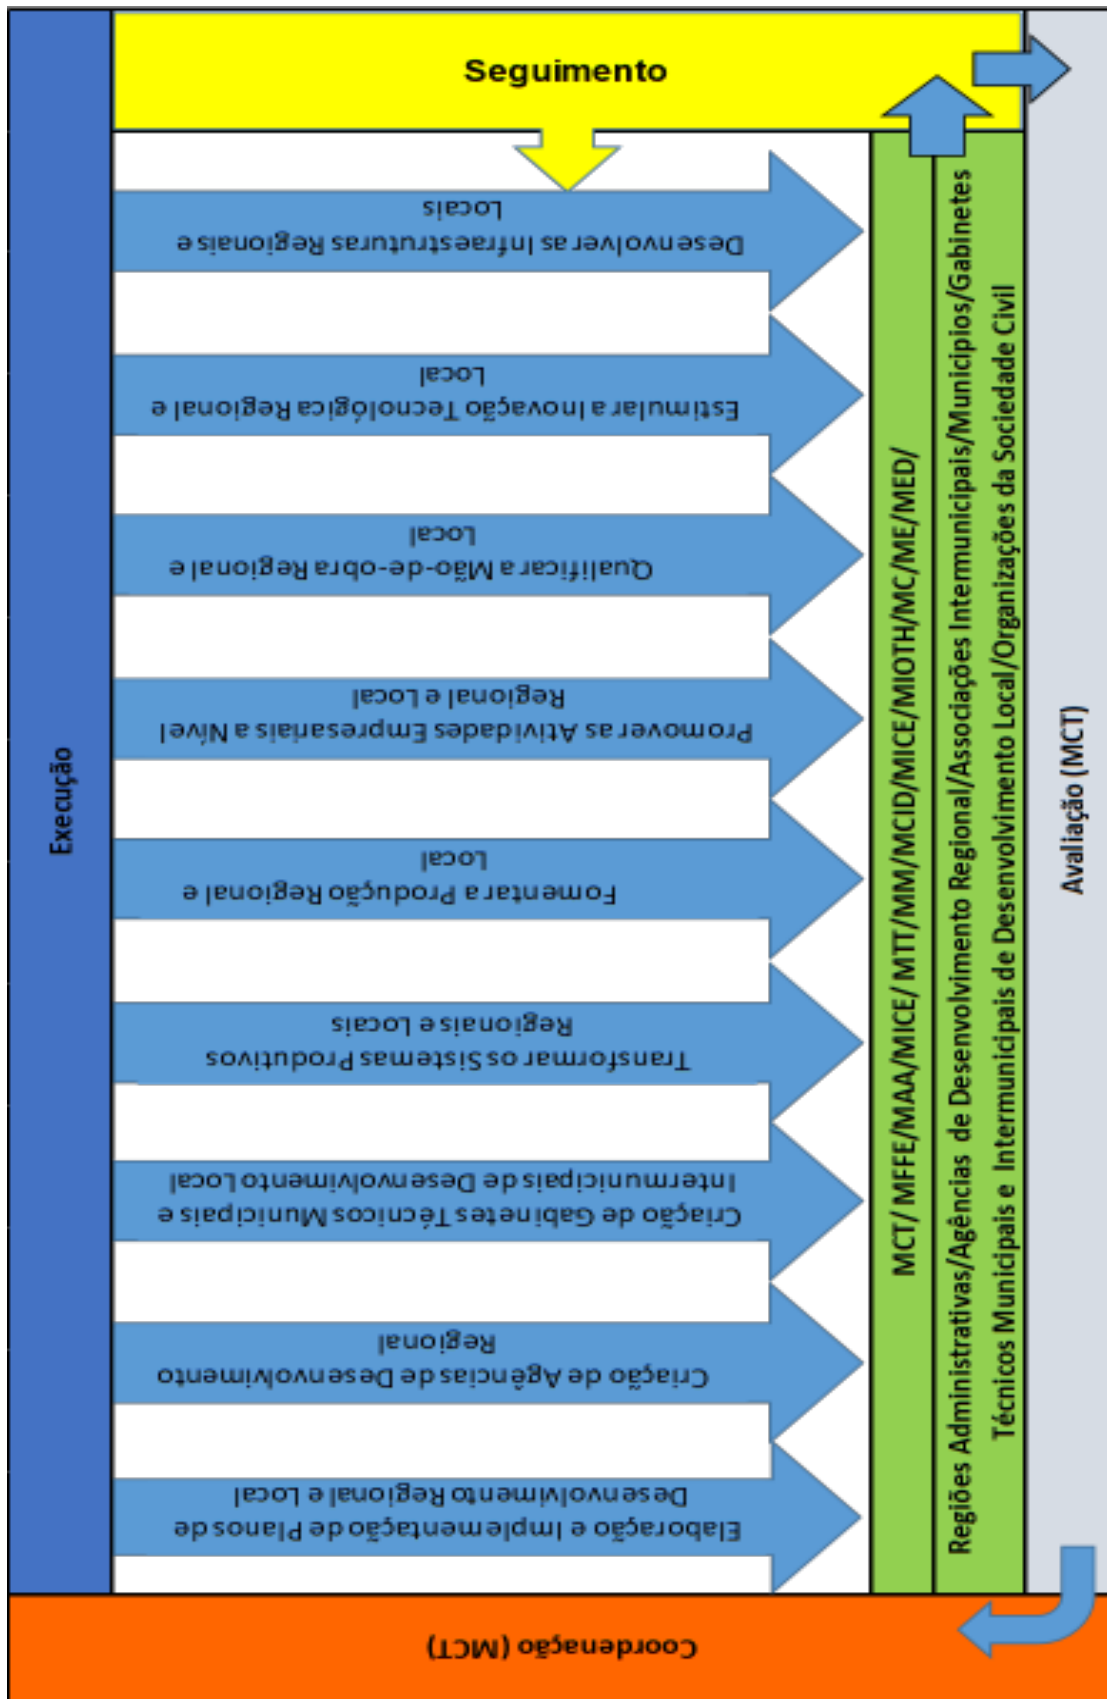 Seguimento
Execução
Desenvolver as Infraestruturas Regionais e
Locais
Estimular a Inovação Tecnológica Regional e
Local
Qualificar a Mão-de-obra Regional e
Local
Promover as Atividades Empresariais a Nível
Regional e Local
Fomentar a Produção Regional e
Local
Transformar os Sistemas Produtivos
Regionais e Locais
Criação de Gabinetes Técnicos Municipais e
Intermunicipais de Desenvolvimento Local
Criação de Agências de Desenvolvimento
Regional
Elaboração e Implementação de Planos de
Desenvolvimento Regional e Local
MCT/ MFFE/MAA/MICE/ MTT/MM/MCID/MICE/MIOTH/MC/ME/MED/
Regiões Administrativas/Agências de Desenvolvimento Regional/Associações Intermunicipais/Municípios/Gabinetes
Técnicos Municipais e Intermunicipais de Desenvolvimento Local/Organizações da Sociedade Civil
Avaliação (MCT)
Coordenação (MCT)